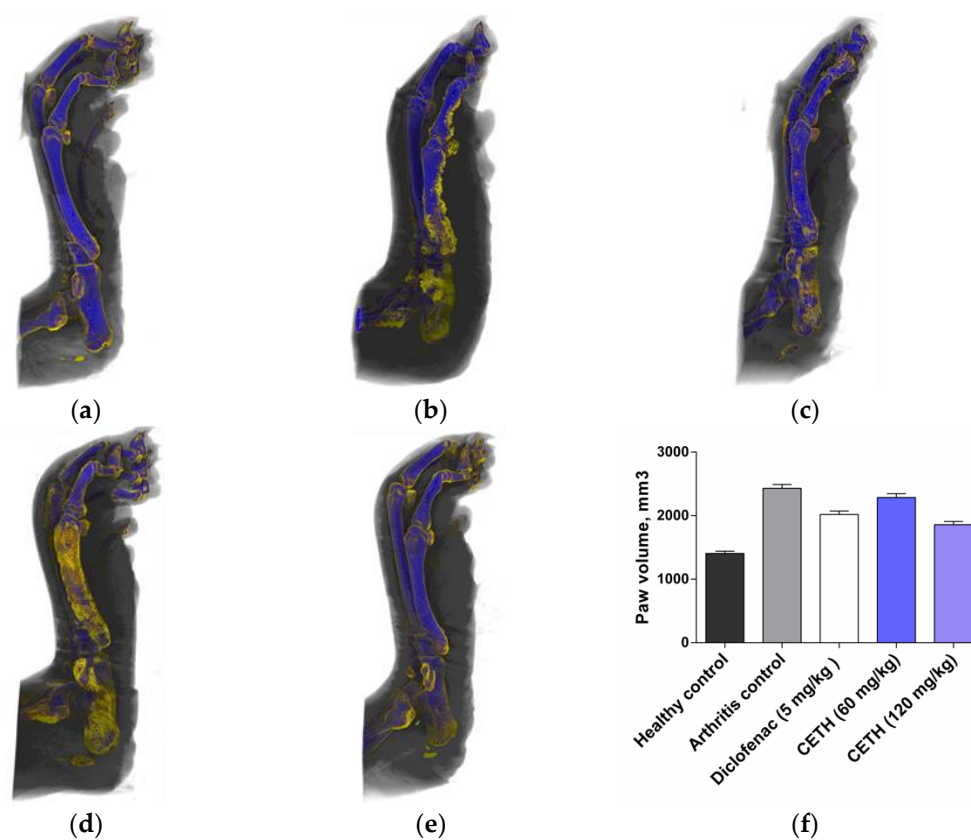 (a)
(b)
(c)
(d)
(e)
3000
2000
1000
0
Paw volume, mm3
Healthy control
Arthritis control
Diclofenac (5 mg/kg )
CETH (60 mg/kg)
CETH (120 mg/kg)
(f)